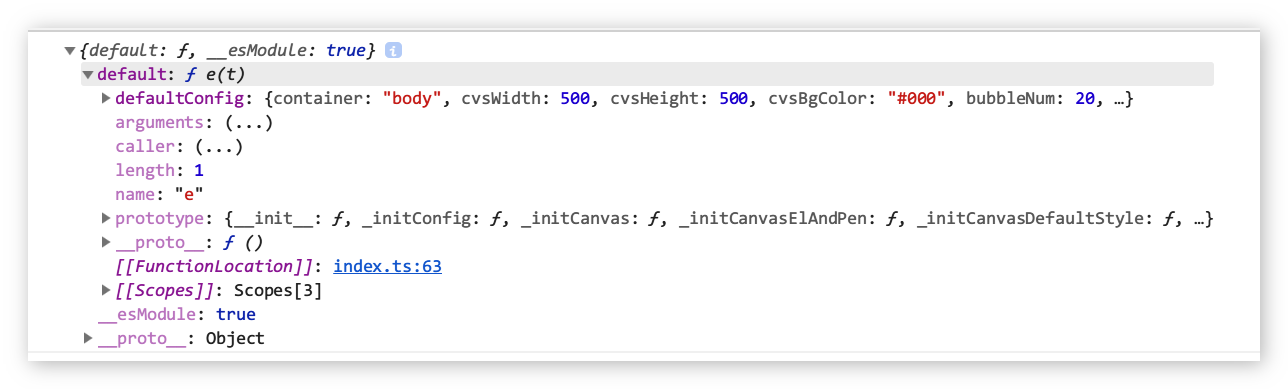 {default: ƒ, __esModule: true} i
default: ƒ e(t)
defaultConfig: {container: "body", cvsWidth: 500, cvsHeight: 500, cvsBgColor: "#000", bubbleNum: 20, …}
arguments: (...)
caller: (...)
length: 1
name: "e"
prototype: {__init__: ƒ, _initConfig: ƒ, _initCanvas: ƒ, _initCanvasElAndPen: ƒ, _initCanvasDefaultStyle: ƒ, …}
__proto__: ƒ ()
[[FunctionLocation]]: index.ts:63
[[Scopes]]: Scopes[3]
__esModule: true
__proto__: Object